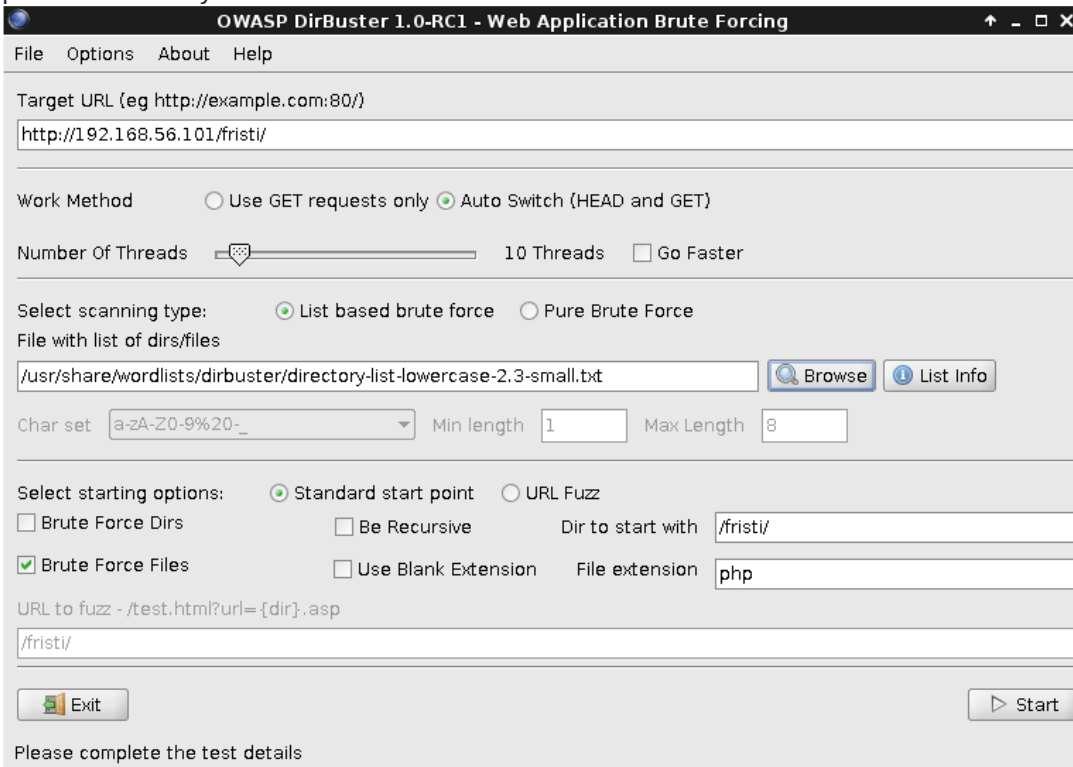 OWASP DirBuster 1.0-RC1 - Web Application Brute Forcing
File Options About Help
Target URL (eg http://example.com:80/)
http://192.168.56.101/fristi/
Work Method Use GET requests only Auto Switch (HEAD and GET)
Number Of Threads 10 Threads Go Faster
Select scanning type: List based brute force Pure Brute Force
File with list of dirs/files
/usr/share/wordlists/dirbuster/directory-list-lowercase-2.3-small.txt Browse List Info
Char set a-zA-Z0-9%20-_ Min length 1 Max Length 8
Select starting options: Standard start point URL Fuzz
Brute Force Dirs Be Recursive Dir to start with /fristi/
Brute Force Files Use Blank Extension File extension php
URL to fuzz - /test.html?url={dir}.asp
/fristi/
Exit Start
Please complete the test details